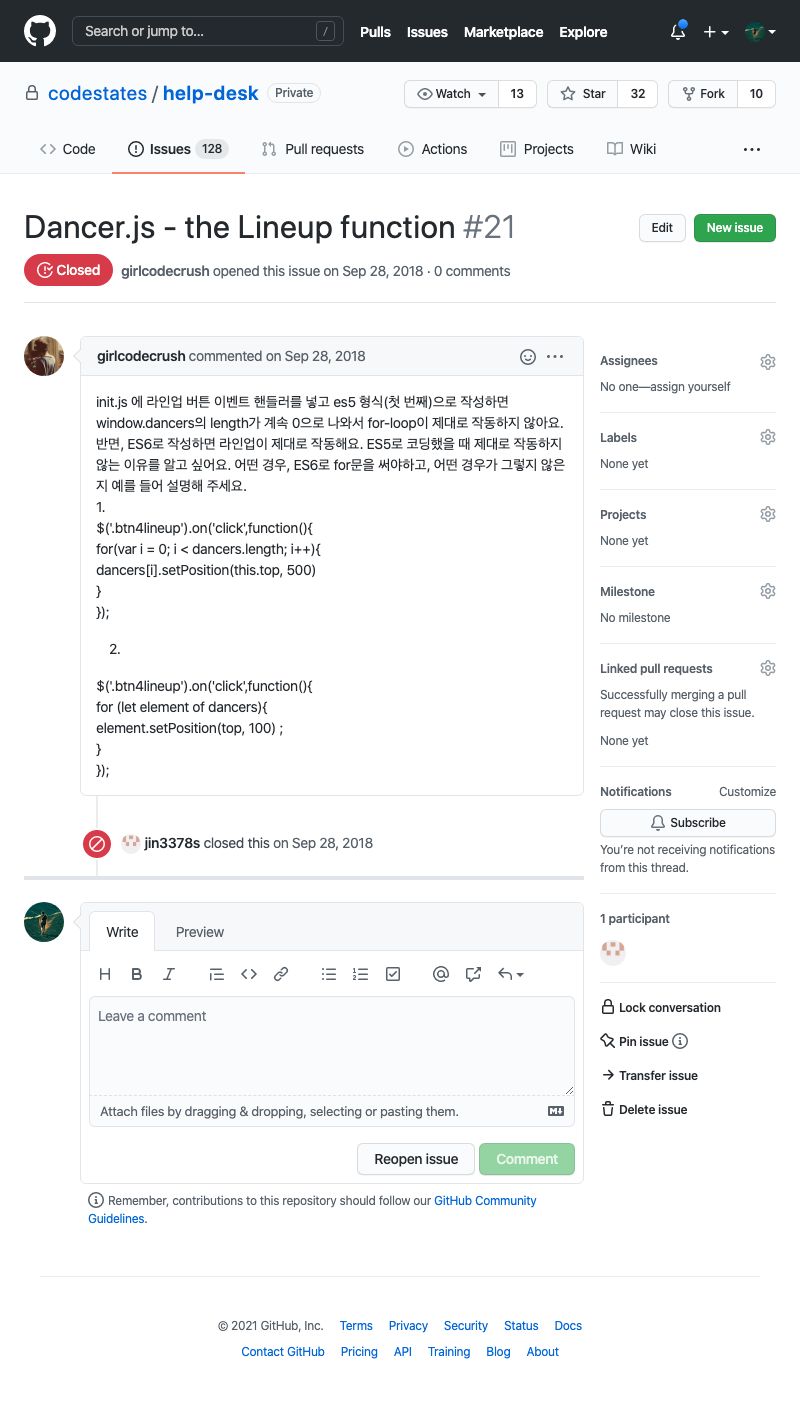 Search or jump to... /
Pulls Issues Marketplace Explore
codestates / help-desk Private
Watch 13 Star 32 Fork 10
Code Issues 128 Pull requests Actions Projects Wiki ...
Dancer.js - the Lineup function #21
Edit New issue
Closed girlcodecrush opened this issue on Sep 28, 2018 · 0 comments
girlcodecrush commented on Sep 28, 2018
init.js 에 라인업 버튼 이벤트 핸들러를 넣고 es5 형식(첫 번째)으로 작성하면
window.dancers의 length가 계속 0으로 나와서 for-loop이 제대로 작동하지 않아요.
반면, ES6로 작성하면 라인업이 제대로 작동해요. ES5로 코딩했을 때 제대로 작동하지
않는 이유를 알고 싶어요. 어떤 경우, ES6로 for문을 써야하고, 어떤 경우가 그렇지 않은
지 예를 들어 설명해 주세요.
1.
$('.btn4lineup').on('click',function(){
for(var i = 0; i < dancers.length; i++){
dancers[i].setPosition(this.top, 500)
}
});
2.
$('.btn4lineup').on('click',function(){
for (let element of dancers){
element.setPosition(top, 100) ;
}
});
jin3378s closed this on Sep 28, 2018
Write Preview
Leave a comment
Attach files by dragging & dropping, selecting or pasting them.
Reopen issue Comment
Remember, contributions to this repository should follow our GitHub Community
Guidelines.
Assignees
No one—assign yourself
Labels
None yet
Projects
None yet
Milestone
No milestone
Linked pull requests
Successfully merging a pull
request may close this issue.
None yet
Notifications Customize
Subscribe
You're not receiving notifications
from this thread.
1 participant
Lock conversation
Pin issue
Transfer issue
Delete issue
© 2021 GitHub, Inc. Terms Privacy Security Status Docs
Contact GitHub Pricing API Training Blog About